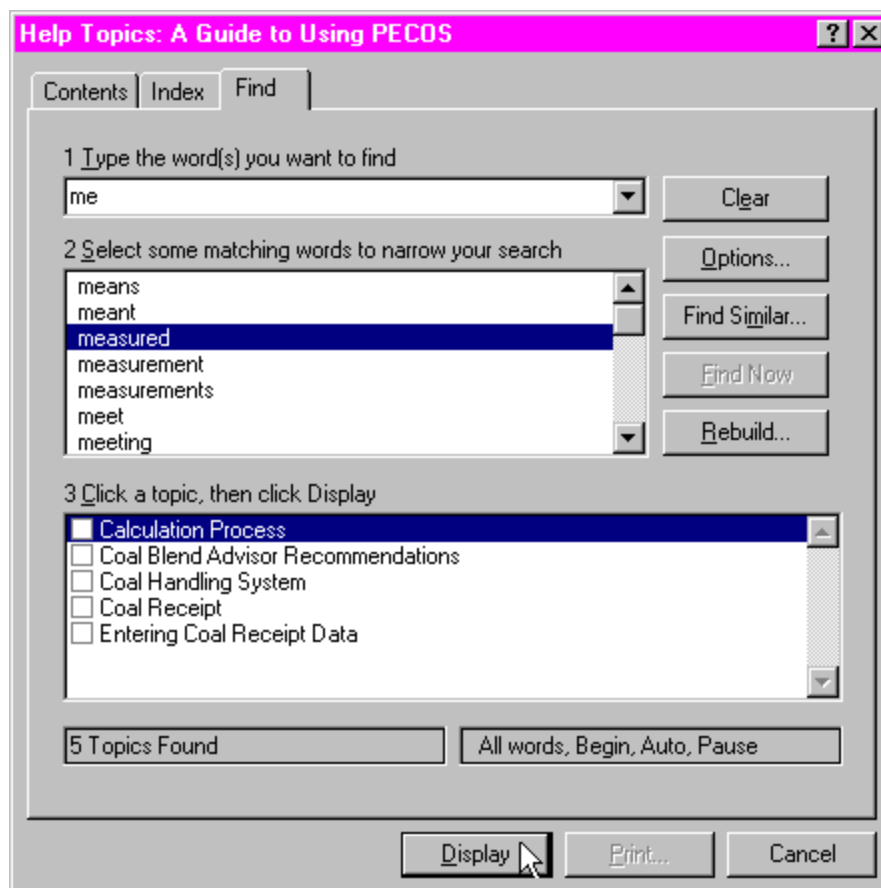 Help Topics: A Guide to Using PECOS
Contents Index Find
1 Type the word(s) you want to find
me
Clear
2 Select some matching words to narrow your search
Options...
means
meant
measured
measurement
measurements
meet
meeting
Find Similar...
Find Now
Rebuild...
3 Click a topic, then click Display
Calculation Process
Coal Blend Advisor Recommendations
Coal Handling System
Coal Receipt
Entering Coal Receipt Data
5 Topics Found
All words, Begin, Auto, Pause
Display Print... Cancel